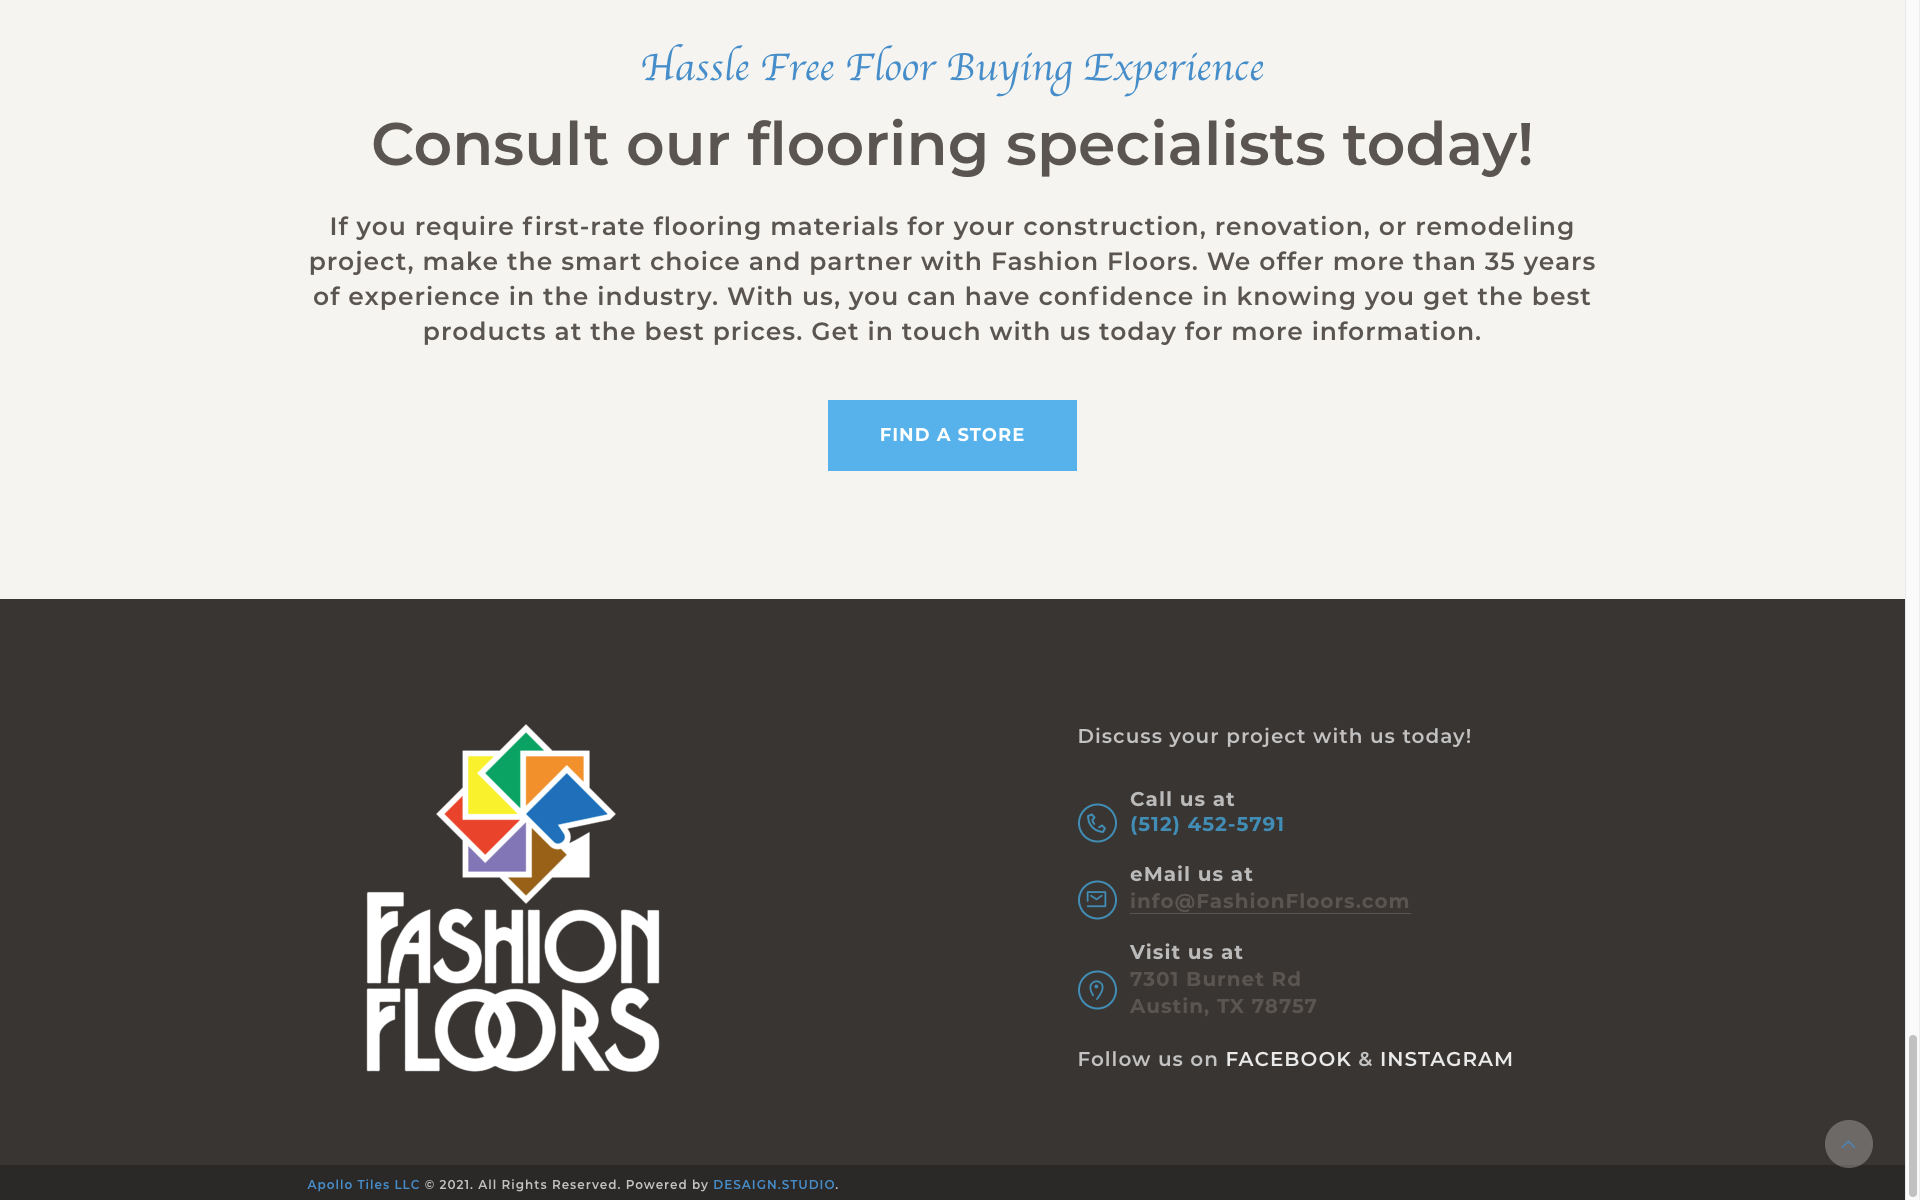 Hassle Free Floor Buying Experience
Consult our flooring specialists today!
If you require first-rate flooring materials for your construction, renovation, or remodeling
project, make the smart choice and partner with Fashion Floors. We offer more than 35 years
of experience in the industry. With us, you can have confidence in knowing you get the best
products at the best prices. Get in touch with us today for more information.
FIND A STORE
FASHION
FLOORS
Discuss your project with us today!
Call us at
(512) 452-5791
eMail us at
info@FashionFloors.com
Visit us at
7301 Burnet Rd
Austin, TX 78757
Follow us on FACEBOOK & INSTAGRAM
Apollo Tiles LLC © 2021. All Rights Reserved. Powered by DESAIGN.STUDIO.